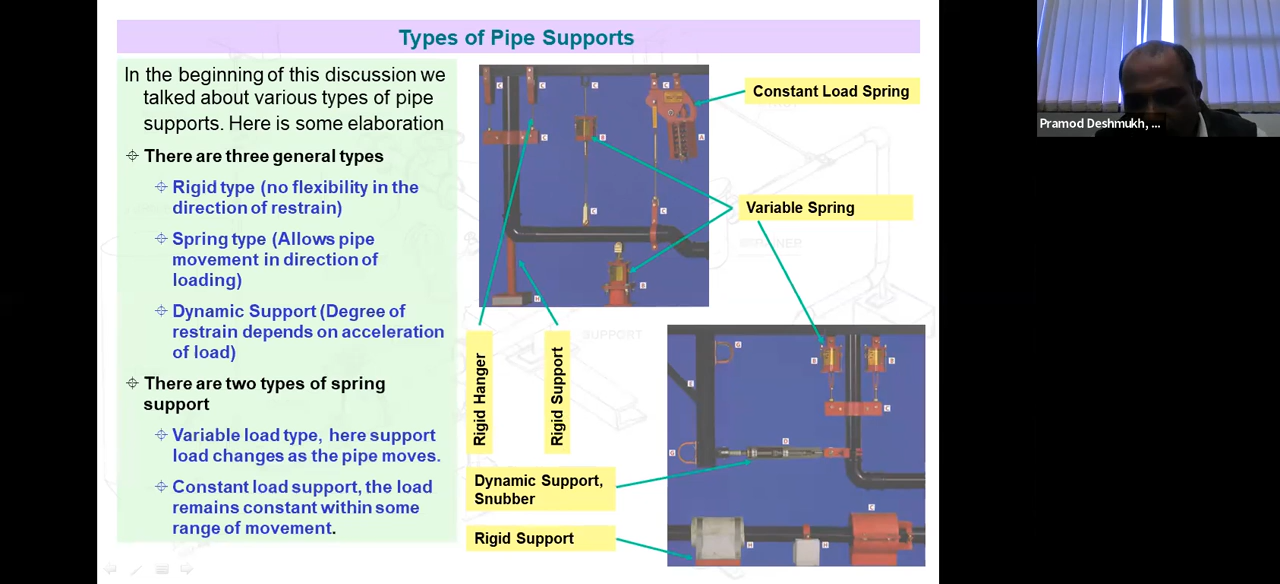 Types of Pipe Supports
In the beginning of this discussion we
talked about various types of pipe
supports. Here is some elaboration
There are three general types
Rigid type (no flexibility in the
direction of restrain)
Spring type (Allows pipe
movement in direction of
loading)
Dynamic Support (Degree of
restrain depends on acceleration
of load)
There are two types of spring
support
Variable load type, here support
load changes as the pipe moves.
Constant load support, the load
remains constant within some
range of movement.
Constant Load Spring
Variable Spring
Rigid Hanger
Rigid Support
Dynamic Support,
Snubber
Rigid Support
SUPPORT
C
C
C
C
C
B
A
C
C
B
H
G
B
B
E
C
G
D
C
H
H
Pramod Deshmukh, ...